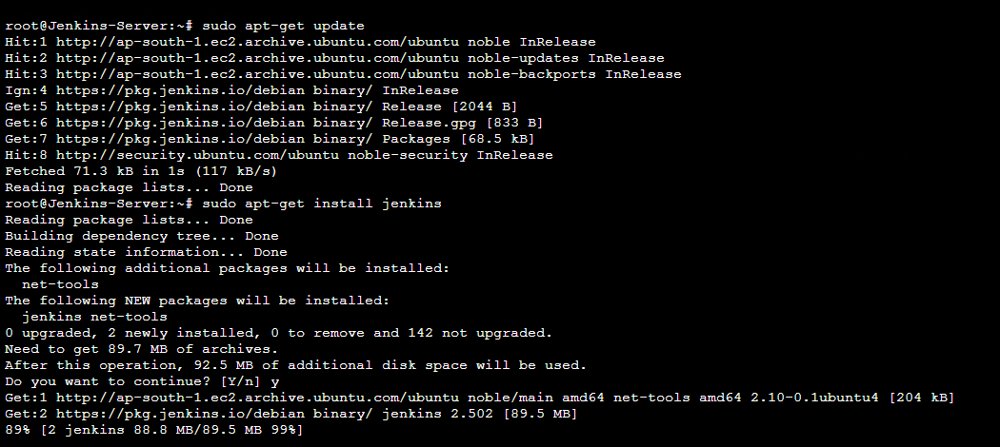 root@Jenkins-Server:~# sudo apt-get update
Hit:1 http://ap-south-1.ec2.archive.ubuntu.com/ubuntu noble InRelease
Hit:2 http://ap-south-1.ec2.archive.ubuntu.com/ubuntu noble-updates InRelease
Hit:3 http://ap-south-1.ec2.archive.ubuntu.com/ubuntu noble-backports InRelease
Ign:4 https://pkg.jenkins.io/debian binary/ InRelease
Get:5 https://pkg.jenkins.io/debian binary/ Release [2044 B]
Get:6 https://pkg.jenkins.io/debian binary/ Release.gpg [833 B]
Get:7 https://pkg.jenkins.io/debian binary/ Packages [68.5 kB]
Hit:8 http://security.ubuntu.com/ubuntu noble-security InRelease
Fetched 71.3 kB in 1s (117 kB/s)
Reading package lists... Done
root@Jenkins-Server:~# sudo apt-get install jenkins
Reading package lists... Done
Building dependency tree... Done
Reading state information... Done
The following additional packages will be installed:
  net-tools
The following NEW packages will be installed:
  jenkins net-tools
0 upgraded, 2 newly installed, 0 to remove and 142 not upgraded.
Need to get 89.7 MB of archives.
After this operation, 92.5 MB of additional disk space will be used.
Do you want to continue? [Y/n] y
Get:1 http://ap-south-1.ec2.archive.ubuntu.com/ubuntu noble/main amd64 net-tools amd64 2.10-0.1ubuntu4 [204 kB]
Get:2 https://pkg.jenkins.io/debian binary/ jenkins 2.502 [89.5 MB]
89% [2 jenkins 88.8 MB/89.5 MB 99%]